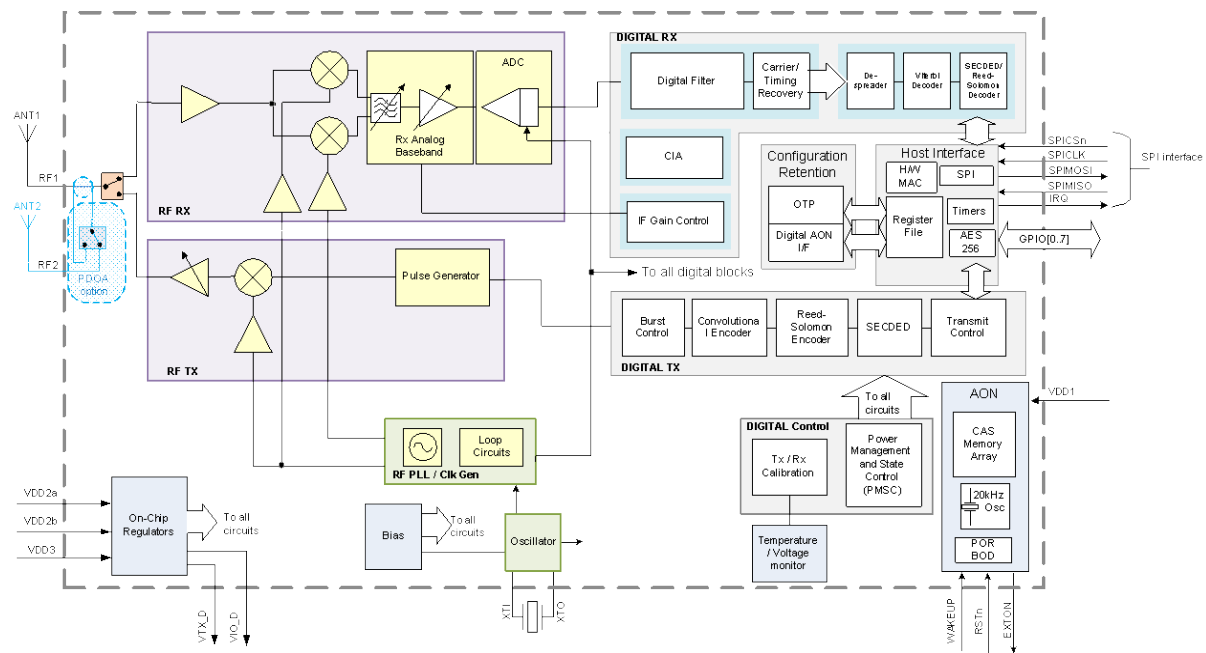 DIGITAL RX
ADC
Digital Filter
Carrier/
Timing
Recovery
De-
spreader
Viterbi
Decoder
SECDED/
Reed-
Solomon
Decoder
ANT1
Rx Analog
Baseband
CIA
Configuration
Retention
Host Interface
H/W
MAC
SPI
SPICSn
SPICLK
SPIMOSI
SPIMISO
IRQ
SPI interface
RF1
ANT2
RF RX
IF Gain Control
OTP
Digital AON
I/F
Register
File
Timers
AES
256
GPIO[0..7]
RF2
PDOA
option
Pulse Generator
To all digital blocks
Burst
Control
Convolutiona
l Encoder
Reed-
Solomon
Encoder
SECDED
Transmit
Control
RF TX
DIGITAL TX
To all
circuits
AON
VDD1
DIGITAL Control
Loop
Circuits
RF PLL / Clk Gen
Tx / Rx
Calibration
Power
Management
and State
Control
(PMSC)
CAS
Memory
Array
VDD2a
VDD2b
VDD3
On-Chip
Regulators
To all
circuits
Bias
To all
circuits
Oscillator
Temperature
/ Voltage
monitor
20kHz
Osc
POR
BOD
VTX_D
VIO_D
XTI
XTO
WAKEUP
RSTn
EXTON